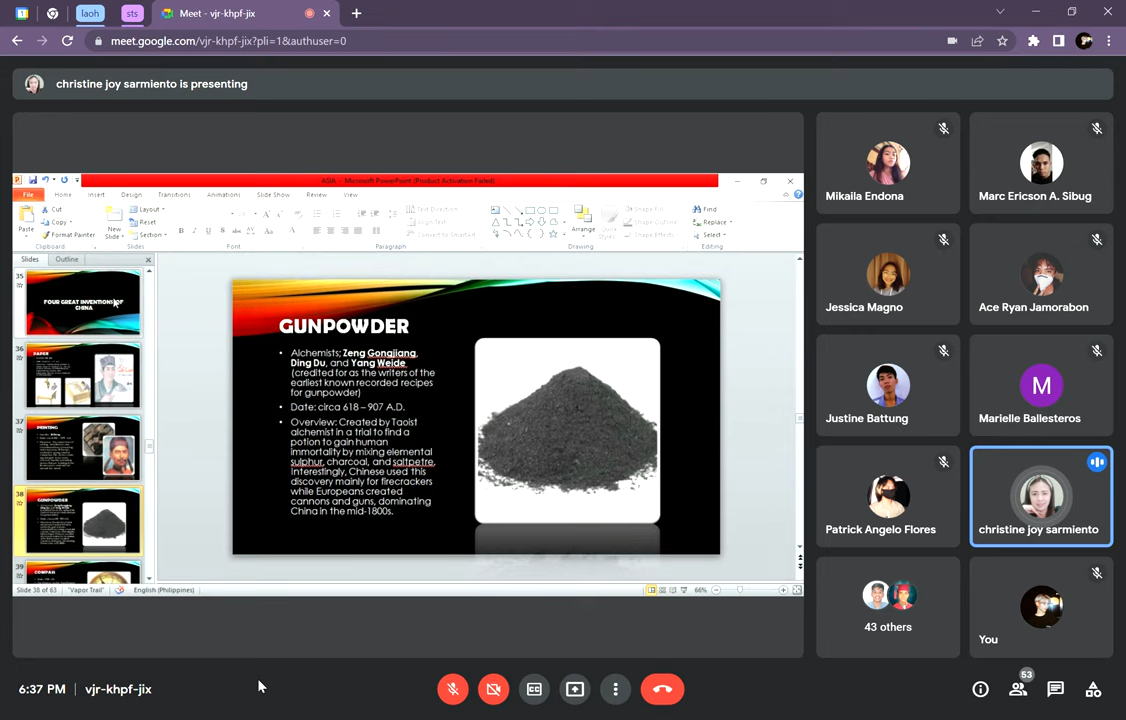 laoh
sts
Meet - vjr-khpf-jix
meet.google.com/vjr-khpf-jix?pli=1&authuser=0
christine joy sarmiento is presenting
ASIA - Microsoft PowerPoint (Product Activation Failed)
File Home Insert Design Transitions Animations Slide Show Review View
Paste
Cut
Copy
Format Painter
Clipboard
New
Slide
Layout
Reset
Section
Slides
Font
Text Direction
Align Text
Convert to SmartArt
Paragraph
Arrange
Quick
Styles
Shape Fill
Shape Outline
Shape Effects
Drawing
Find
Replace
Select
Editing
Slides Outline
35
FOUR GREAT INVENTIONS OF
CHINA
36
PAPER
37
PRINTING
38
GUNPOWDER
39
COMPASS
GUNPOWDER
• Alchemists; Zeng Gongjiang,
Ding Du, and Yang Weide
(credited for as the writers of the
earliest known recorded recipes
for gunpowder)
• Date: circa 618 – 907 A.D.
• Overview: Created by Taoist
alchemist in a trial to find a
potion to gain human
immortality by mixing elemental
sulphur, charcoal, and saltpetre.
Interestingly, Chinese used this
discovery mainly for firecrackers
while Europeans created
cannons and guns, dominating
China in the mid-1800s.
Slide 38 of 63 "Vapor Trail" English (Philippines) 66%
Mikaila Endona
Marc Ericson A. Sibug
Jessica Magno
Ace Ryan Jamorabon
Justine Battung
M
Marielle Ballesteros
Patrick Angelo Flores
christine joy sarmiento
43 others
You
6:37 PM | vjr-khpf-jix
53